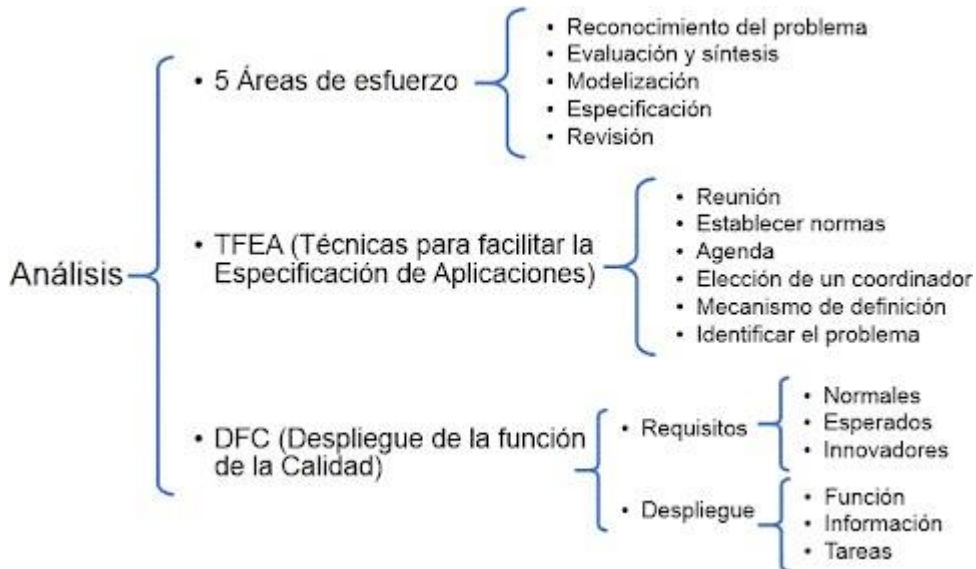 Análisis
• 5 Áreas de esfuerzo
• Reconocimiento del problema
• Evaluación y síntesis
• Modelización
• Especificación
• Revisión
• TFEA (Técnicas para facilitar la
Especificación de Aplicaciones)
• Reunión
• Establecer normas
• Agenda
• Elección de un coordinador
• Mecanismo de definición
• Identificar el problema
• DFC (Despliegue de la función
de la Calidad)
• Requisitos
• Normales
• Esperados
• Innovadores
• Despliegue
• Función
• Información
• Tareas